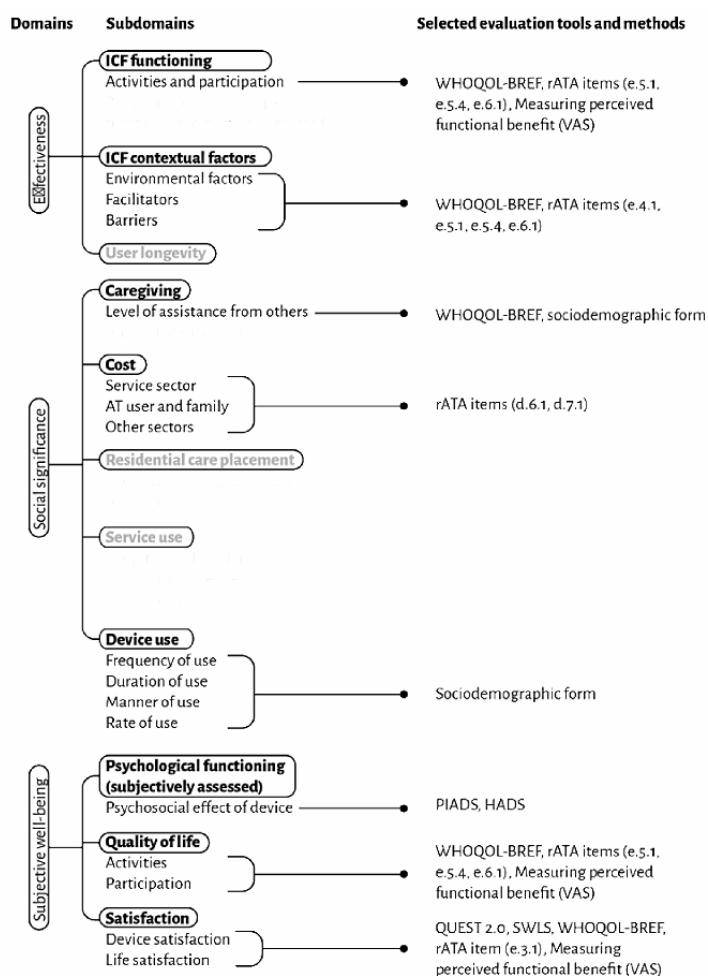 Domains Subdomains Selected evaluation tools and methods
Effectiveness
ICF functioning
Activities and participation
WHOQOL-BREF, rATA items (e.5.1,
e.5.4, e.6.1), Measuring perceived
functional benefit (VAS)
ICF contextual factors
Environmental factors
Facilitators
Barriers
WHOQOL-BREF, rATA items (e.4.1,
e.5.1, e.5.4, e.6.1)
User longevity
Social significance
Caregiving
Level of assistance from others
WHOQOL-BREF, sociodemographic form
Cost
Service sector
AT user and family
Other sectors
rATA items (d.6.1, d.7.1)
Residential care placement
Service use
Device use
Frequency of use
Duration of use
Manner of use
Rate of use
Sociodemographic form
Subjective well-being
Psychological functioning
(subjectively assessed)
Psychosocial effect of device
PIADS, HADS
Quality of life
Activities
Participation
WHOQOL-BREF, rATA items (e.5.1,
e.5.4, e.6.1), Measuring perceived
functional benefit (VAS)
Satisfaction
Device satisfaction
Life satisfaction
QUEST 2.0, SWLS, WHOQOL-BREF,
rATA item (e.3.1), Measuring
perceived functional benefit (VAS)